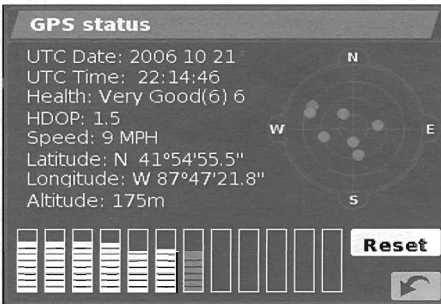 GPS status
UTC Date: 2006 10 21
UTC Time: 22:14:46
Health: Very Good(6) 6
HDOP: 1.5
Speed: 9 MPH
Latitude: N 41°54'55.5"
Longitude: W 87°47'21.8"
Altitude: 175m
N
W
E
S
Reset